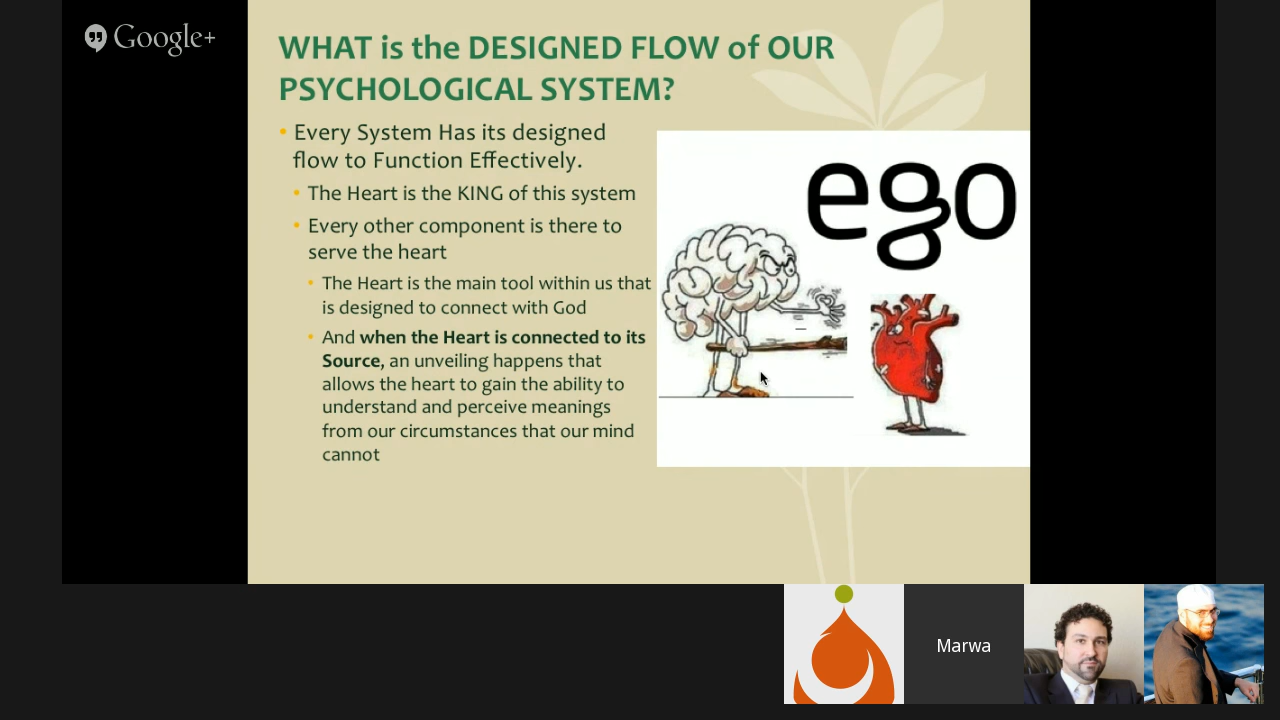 Google+
WHAT is the DESIGNED FLOW of OUR
PSYCHOLOGICAL SYSTEM?
• Every System Has its designed
flow to Function Effectively.
• The Heart is the KING of this system
• Every other component is there to
serve the heart
• The Heart is the main tool within us that
is designed to connect with God
• And when the Heart is connected to its
Source, an unveiling happens that
allows the heart to gain the ability to
understand and perceive meanings
from our circumstances that our mind
cannot
ego
Marwa